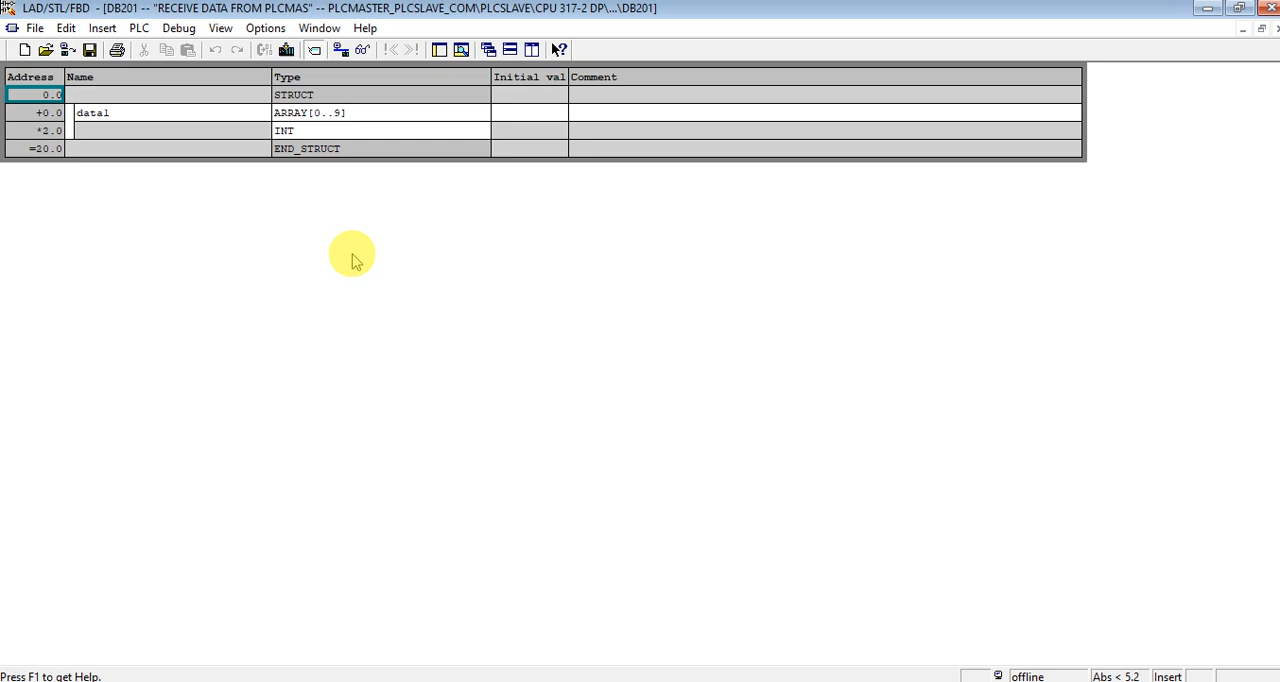 LAD/STL/FBD - [DB201 -- "RECEIVE DATA FROM PLCMAS" -- PLCMASTER_PLCSLAVE_COM\PLCSLAVE\CPU 317-2 DP\...\DB201]
File Edit Insert PLC Debug View Options Window Help
Address Name Type Initial val Comment
0.0 STRUCT
+0.0 data1 ARRAY[0..9]
*2.0 INT
=20.0 END_STRUCT
Press F1 to get Help. offline Abs < 5.2 Insert